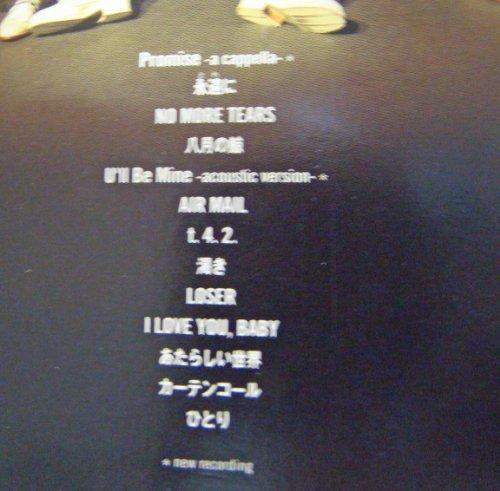 Promise -a cappella- *
永遠に
NO MORE TEARS
八月の鯨
U'll Be Mine -acoustic version- *
AIR MAIL
t. 4. 2.
渇き
LOSER
I LOVE YOU, BABY
あたらしい世界
カーテンコール
ひとり
* new recording